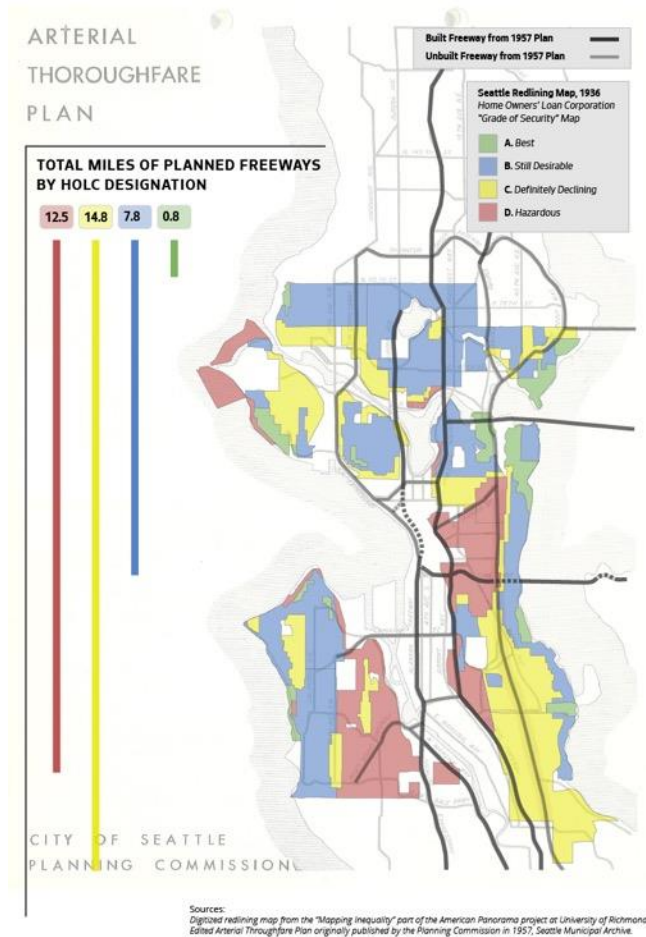 ARTERIAL
THOROUGHFARE
PLAN
Built Freeway from 1957 Plan
Unbuilt Freeway from 1957 Plan
Seattle Redlining Map, 1936
Home Owners' Loan Corporation
"Grade of Security" Map
A. Best
B. Still Desirable
C. Definitely Declining
D. Hazardous
TOTAL MILES OF PLANNED FREEWAYS
BY HOLC DESIGNATION
12.5 14.8 7.8 0.8
CITY OF SEATTLE
PLANNING COMMISSION
Sources:
Digitized redlining map from the "Mapping Inequality" part of the American Panorama project at University of Richmond
Edited Arterial Thoroughfare Plan originally published by the Planning Commission in 1957, Seattle Municipal Archive.